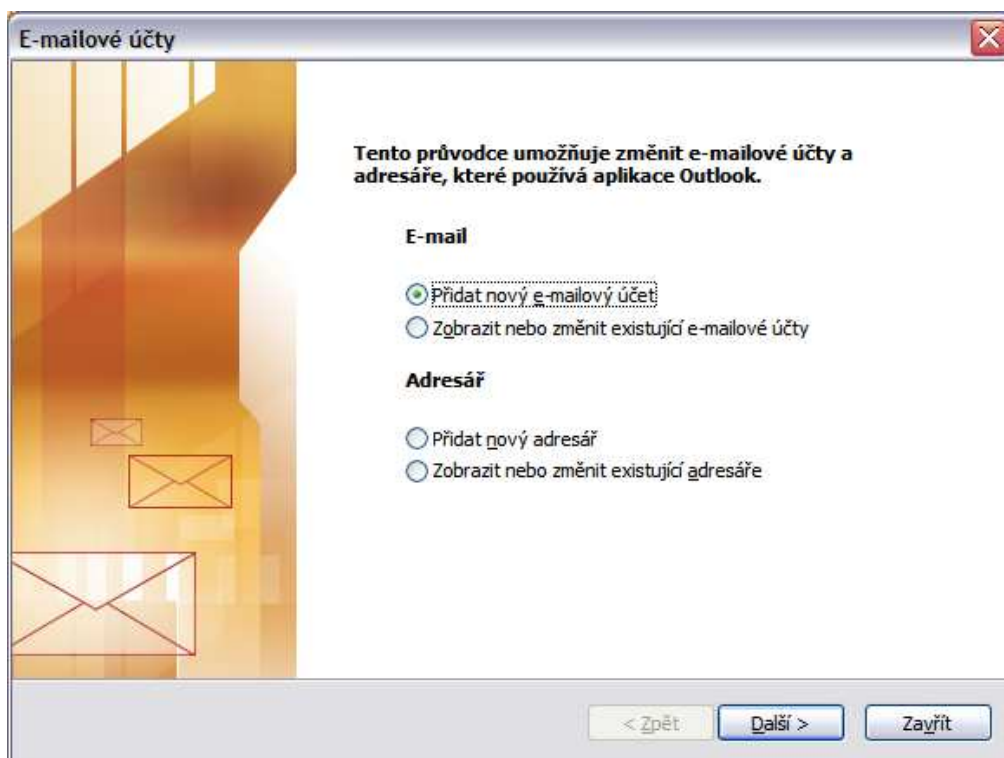 E-mailové účty
Tento průvodce umožňuje změnit e-mailové účty a
adresáře, které používá aplikace Outlook.
E-mail
Přidat nový e-mailový účet
Zobrazit nebo změnit existující e-mailové účty
Adresář
Přidat nový adresář
Zobrazit nebo změnit existující adresáře
< Zpět Další > Zavřít